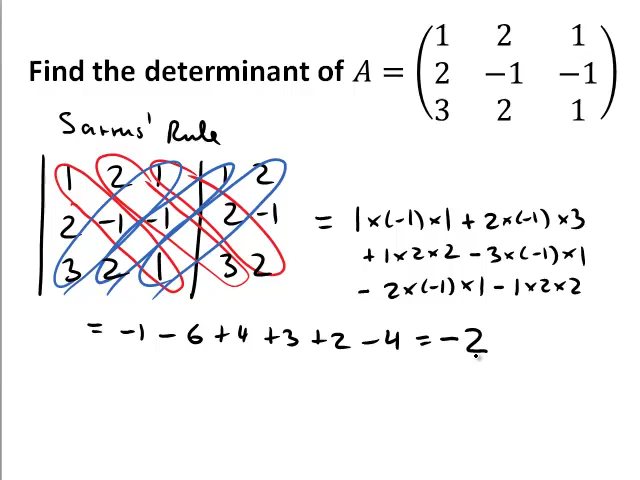 Find the determinant of A = (1 2 1
2 −1 −1
3 2 1)
Sarrus' Rule
| 1 2 1 | 1 2
2 -1 -1 | 2 -1
3 2 1 | 3 2
= 1×(-1)×1 + 2×(-1)×3
+ 1×2×2 - 3×(-1)×1
- 2×(-1)×1 - 1×2×2
= -1 - 6 + 4 + 3 + 2 - 4 = -2